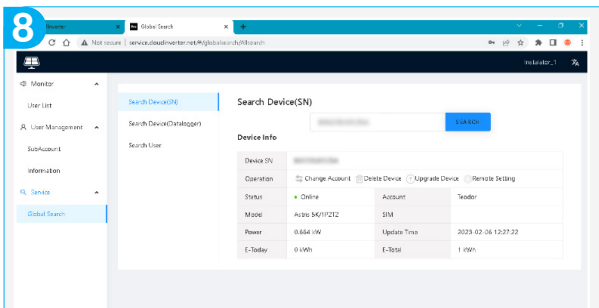 8
Global Search
Not secure service.cloudinverter.net/#/globalsearch/#search
Instalator_1
Monitor
User List
User Management
SubAccount
Information
Service
Global Search
Search Device(SN)
Search Device(Datalogger)
Search User
Search Device(SN)
SEARCH
Device Info
Device SN
Operation Change Account Delete Device Upgrade Device Remote Setting
Status Online Account Teodor
Model SIM
Power 0.664 kW Update Time 2023-02-06 12:27:22
E-Today 0 kWh E-Total 1 kWh